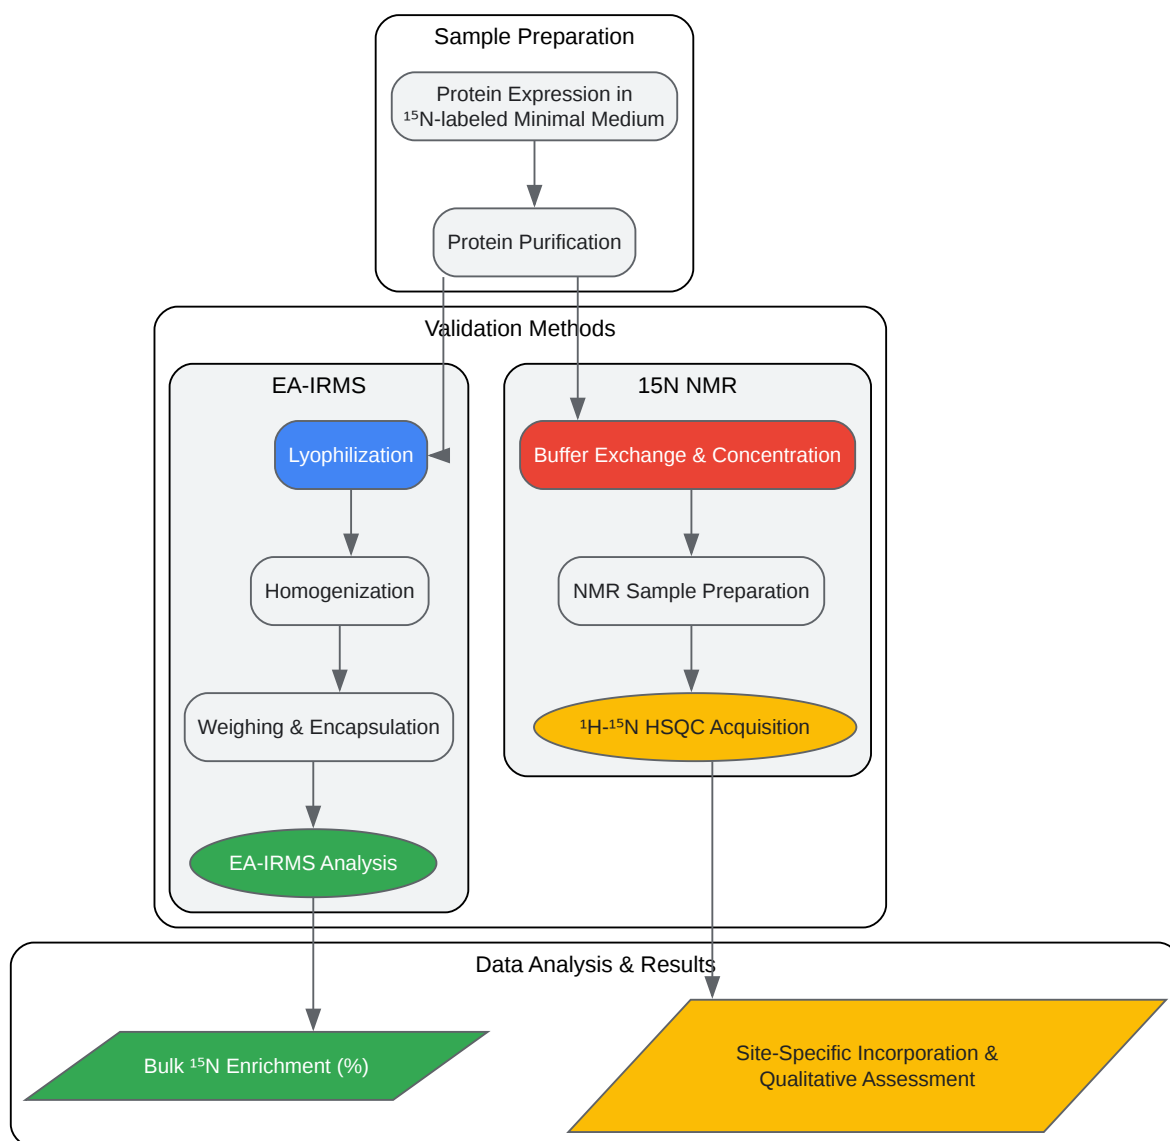 Sample Preparation
Protein Expression in
¹⁵N-labeled Minimal Medium
Protein Purification
Validation Methods
EA-IRMS
15N NMR
Lyophilization
Buffer Exchange & Concentration
Homogenization
NMR Sample Preparation
Weighing & Encapsulation
¹H-¹⁵N HSQC Acquisition
EA-IRMS Analysis
Data Analysis & Results
Bulk ¹⁵N Enrichment (%)
Site-Specific Incorporation &
Qualitative Assessment